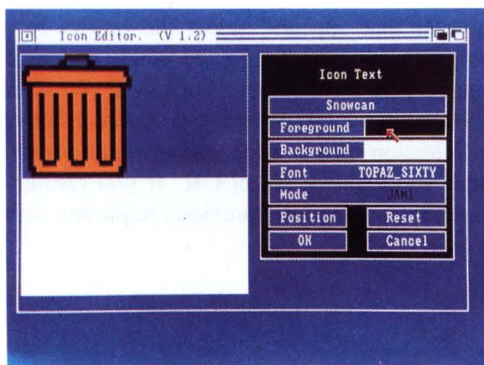 Icon Editor. (V 1.2)
Icon Text
Snowcan
Foreground
Background
Font TOPAZ_SIXTY
Mode JAM1
Position Reset
OK Cancel